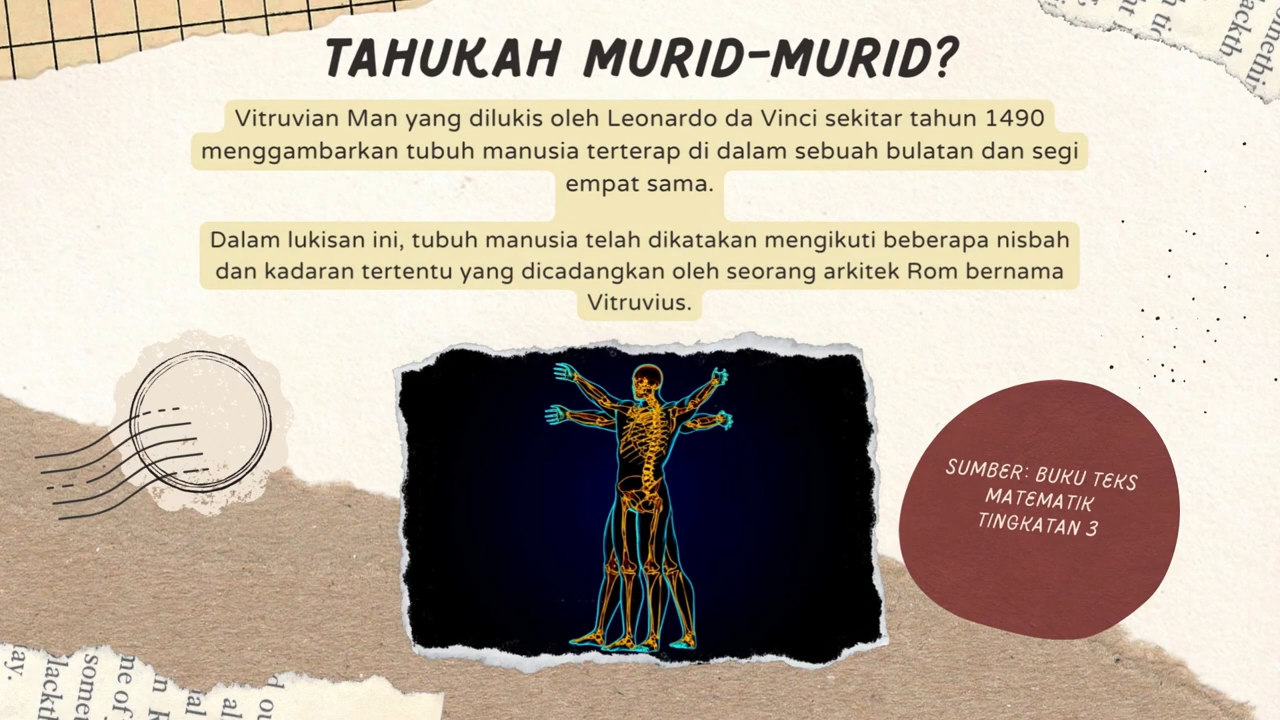 TAHUKAH MURID-MURID?
Vitruvian Man yang dilukis oleh Leonardo da Vinci sekitar tahun 1490
menggambarkan tubuh manusia terterap di dalam sebuah bulatan dan segi
empat sama.
Dalam lukisan ini, tubuh manusia telah dikatakan mengikuti beberapa nisbah
dan kadaran tertentu yang dicadangkan oleh seorang arkitek Rom bernama
Vitruvius.
SUMBER: BUKU TEKS
MATEMATIK
TINGKATAN 3